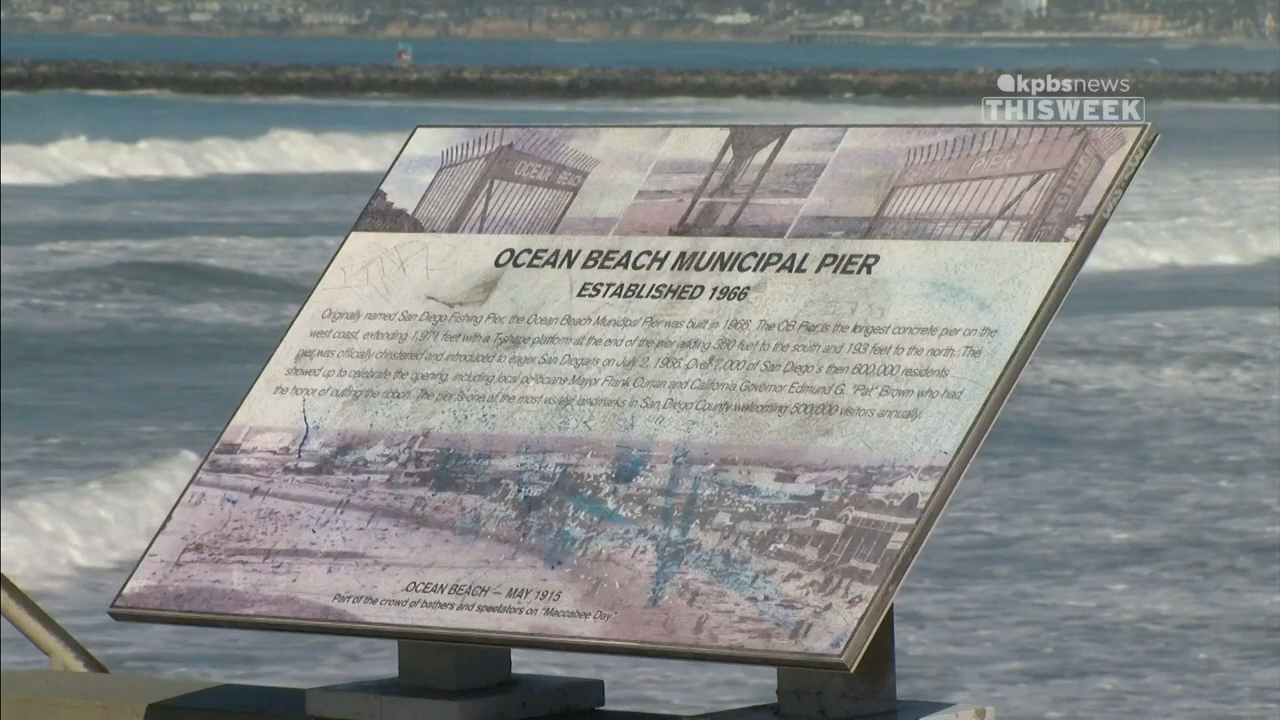 kpbsnews
THISWEEK
OCEAN BEACH
PIER
OCEAN BEACH MUNICIPAL PIER
ESTABLISHED 1966
Originally named San Diego Fishing Pier, the Ocean Beach Municipal Pier was built in 1966. The OB Pier is the longest concrete pier on the
west coast, extending 1,971 feet with a T-shape platform at the end of the pier adding 360 feet to the south and 193 feet to the north. The
pier was officially christened and introduced to eager San Diegans on July 2, 1966. Over 7,000 of San Diego's then 600,000 residents
showed up to celebrate the opening, including local politicians Mayor Frank Curran and California Governor Edmund G. "Pat" Brown who had
the honor of cutting the ribbon. The pier is one of the most visited landmarks in San Diego County welcoming 500,000 visitors annually.
OCEAN BEACH – MAY 1915
Part of the crowd of bathers and spectators on "Maccabee Day"